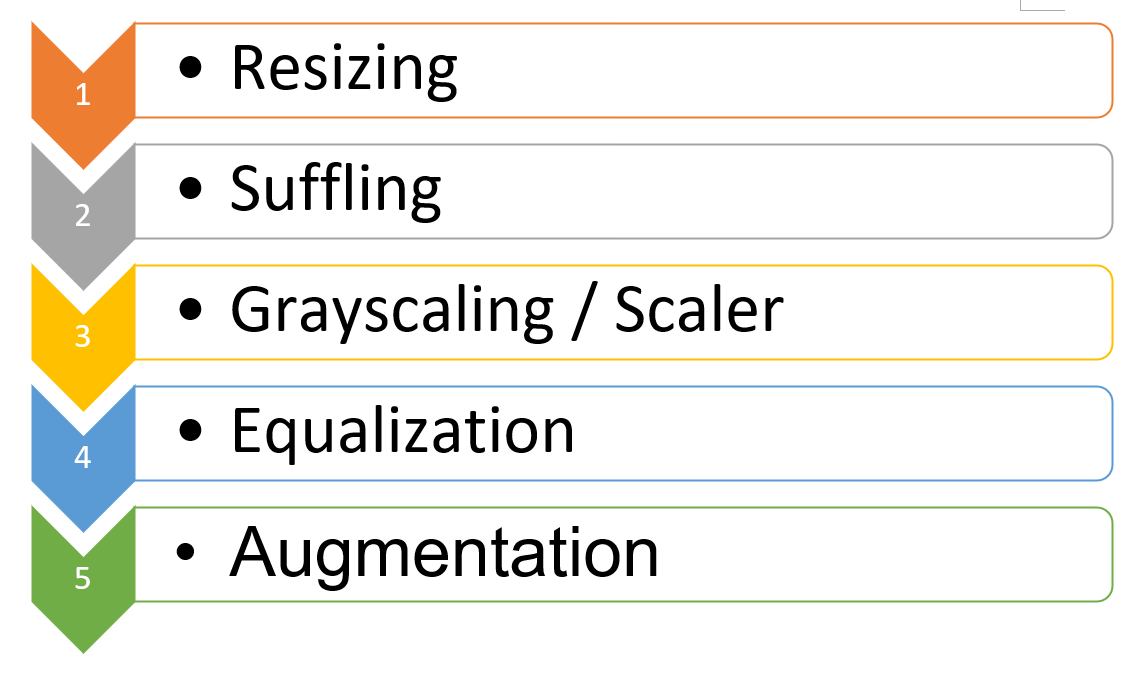 1
• Resizing
2
• Suffling
3
• Grayscaling / Scaler
4
• Equalization
5
• Augmentation